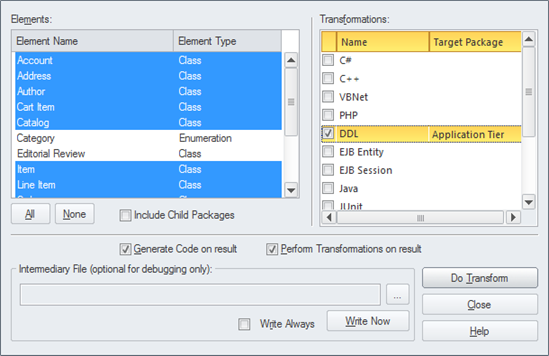 Elements:
Element Name Element Type
Account Class
Address Class
Author Class
Cart Item Class
Catalog Class
Category Enumeration
Editorial Review Class
Item Class
Line Item Class
All None Include Child Packages
Transformations:
Name Target Package
C#
C++
VBNet
PHP
DDL Application Tier
EJB Entity
EJB Session
Java
JUnit
Generate Code on result Perform Transformations on result
Intermediary File (optional for debugging only):
...
Write Always Write Now
Do Transform
Close
Help